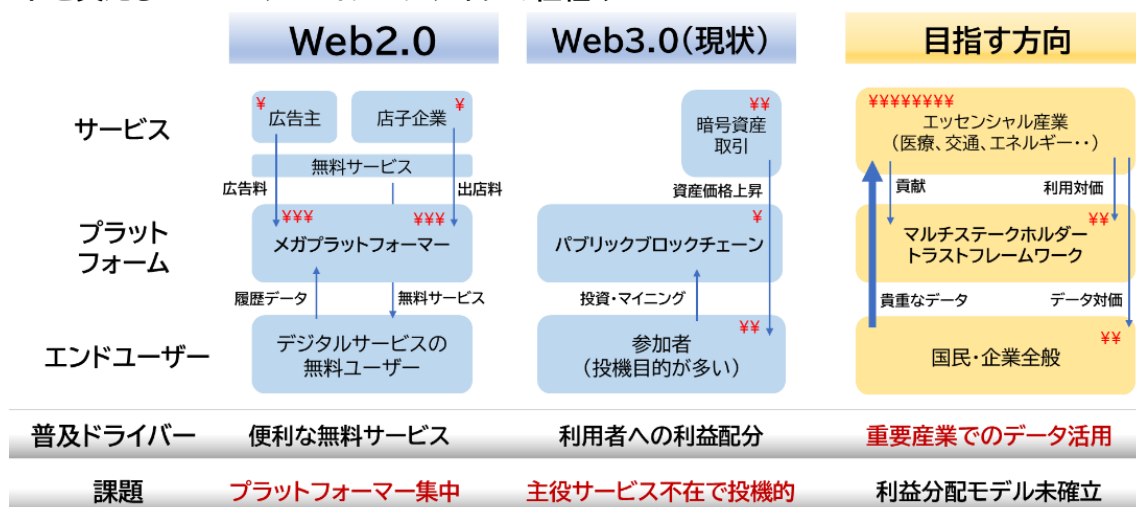 Web2.0
Web3.0(現状)
目指す方向
サービス
¥
広告主
¥
店子企業
無料サービス
広告料
出店料
¥¥
暗号資産
取引
資産価格上昇
¥¥¥¥¥¥¥¥
エッセンシャル産業
(医療、交通、エネルギー・・)
貢献
利用対価
プラット
フォーム
¥¥¥
¥¥¥
メガプラットフォーマー
¥
パブリックブロックチェーン
¥¥
マルチステークホルダー
トラストフレームワーク
履歴データ
無料サービス
投資・マイニング
貴重なデータ
データ対価
エンドユーザー
デジタルサービスの
無料ユーザー
¥¥
参加者
(投機目的が多い)
¥¥
国民・企業全般
普及ドライバー
便利な無料サービス
利用者への利益配分
重要産業でのデータ活用
課題
プラットフォーマー集中
主役サービス不在で投機的
利益分配モデル未確立